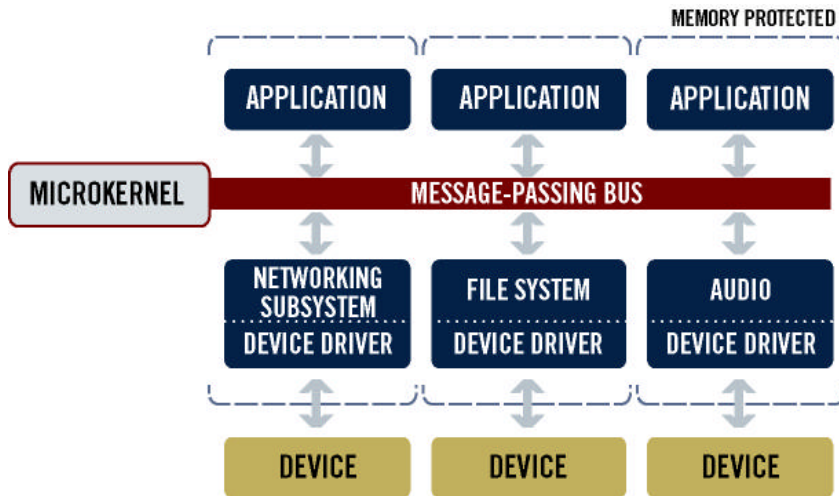 MEMORY PROTECTED
APPLICATION
APPLICATION
APPLICATION
MICROKERNEL
MESSAGE-PASSING BUS
NETWORKING
SUBSYSTEM
DEVICE DRIVER
FILE SYSTEM
DEVICE DRIVER
AUDIO
DEVICE DRIVER
DEVICE
DEVICE
DEVICE